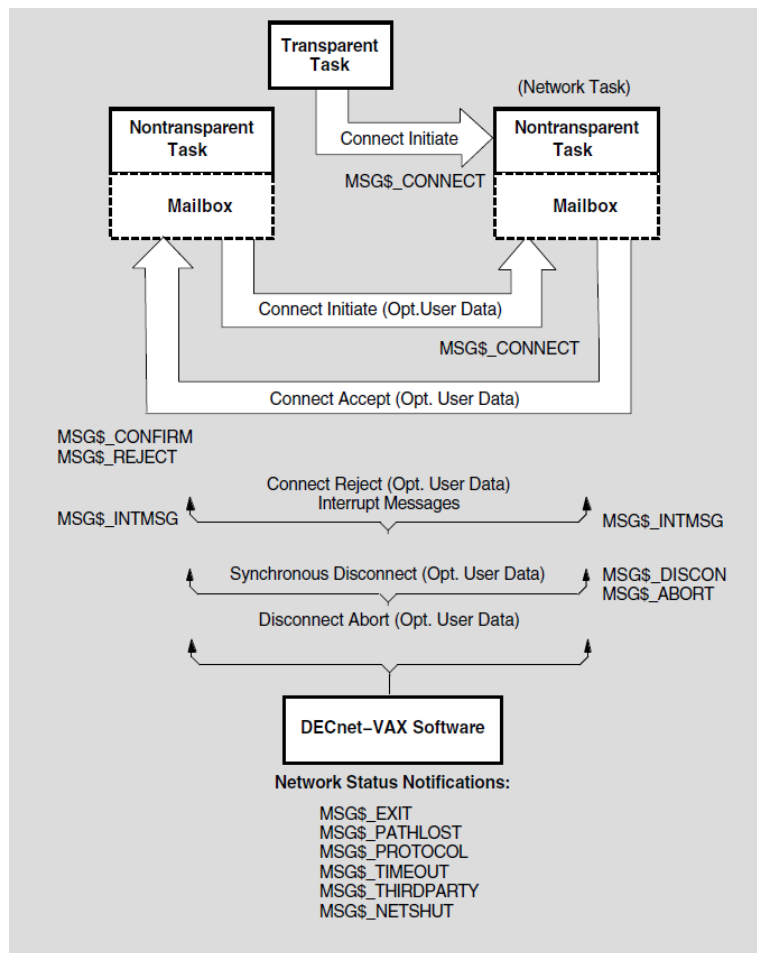 Transparent
Task
(Network Task)
Nontransparent
Task
Connect Initiate
Nontransparent
Task
MSG$_CONNECT
Mailbox
Mailbox
Connect Initiate (Opt.User Data)
MSG$_CONNECT
Connect Accept (Opt. User Data)
MSG$_CONFIRM
MSG$_REJECT
Connect Reject (Opt. User Data)
Interrupt Messages
MSG$_INTMSG
MSG$_INTMSG
Synchronous Disconnect (Opt. User Data)
MSG$_DISCON
MSG$_ABORT
Disconnect Abort (Opt. User Data)
DECnet–VAX Software
Network Status Notifications:
MSG$_EXIT
MSG$_PATHLOST
MSG$_PROTOCOL
MSG$_TIMEOUT
MSG$_THIRDPARTY
MSG$_NETSHUT